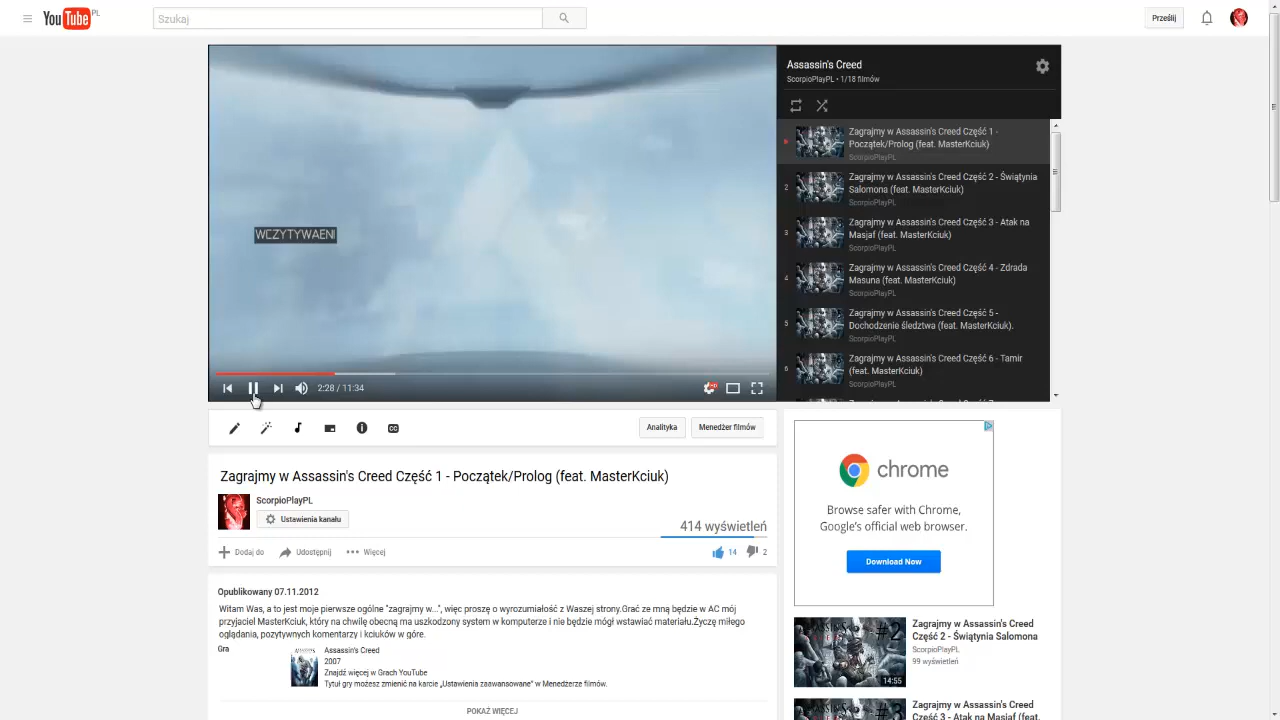 YouTube PL
Szukaj
Prześlij
Assassin's Creed
ScorpioPlayPL • 1/18 filmów
Zagrajmy w Assassin's Creed Część 1 -
Początek/Prolog (feat. MasterKciuk)
ScorpioPlayPL
2
Zagrajmy w Assassin's Creed Część 2 - Świątynia
Salomona (feat. MasterKciuk)
ScorpioPlayPL
3
Zagrajmy w Assassin's Creed Część 3 - Atak na
Masjaf (feat. MasterKciuk)
ScorpioPlayPL
4
Zagrajmy w Assassin's Creed Część 4 - Zdrada
Masuna (feat. MasterKciuk)
ScorpioPlayPL
5
Zagrajmy w Assassin's Creed Część 5 -
Dochodzenie śledztwa (feat. MasterKciuk).
ScorpioPlayPL
6
Zagrajmy w Assassin's Creed Część 6 - Tamir
(feat. MasterKciuk)
ScorpioPlayPL
WCZYTYWAENI
2:28 / 11:34
HD
CC
Analityka
Menedżer filmów
Zagrajmy w Assassin's Creed Część 1 - Początek/Prolog (feat. MasterKciuk)
ScorpioPlayPL
Ustawienia kanału
414 wyświetleń
Dodaj do
Udostępnij
Więcej
14
2
Opublikowany 07.11.2012
Witam Was, a to jest moje pierwsze ogólne "zagrajmy w...", więc proszę o wyrozumiałość z Waszej strony.Grać ze mną będzie w AC mój
przyjaciel MasterKciuk, który na chwilę obecną ma uszkodzony system w komputerze i nie będzie mógł wstawiać materiału.Życzę miłego
oglądania, pozytywnych komentarzy i kciuków w góre.
Gra
Assassin's Creed
2007
Znajdź więcej w Grach YouTube
Tytuł gry możesz zmienić na karcie „Ustawienia zaawansowane" w Menedżerze filmów.
POKAŻ WIĘCEJ
chrome
Browse safer with Chrome,
Google's official web browser.
Download Now
#2
14:55
Zagrajmy w Assassin's Creed
Część 2 - Świątynia Salomona
ScorpioPlayPL
99 wyświetleń
Zagrajmy w Assassin's Creed
Część 3 - Atak na Masjaf (feat.